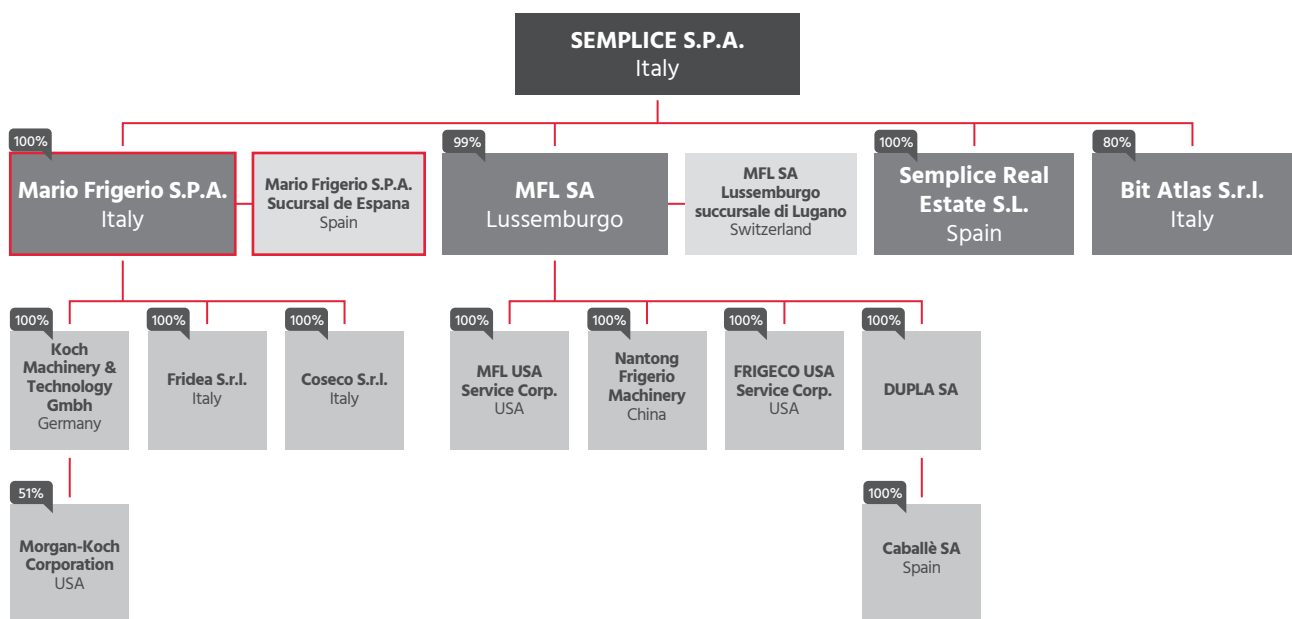 SEMPLICE S.P.A.
Italy
100%
Mario Frigerio S.P.A.
Italy
Mario Frigerio S.P.A.
Sucursal de Espana
Spain
99%
MFL SA
Lussemburgo
MFL SA
Lussemburgo
succursale di Lugano
Switzerland
100%
Semplice Real
Estate S.L.
Spain
80%
Bit Atlas S.r.l.
Italy
100%
Koch
Machinery &
Technology
Gmbh
Germany
100%
Fridea S.r.l.
Italy
100%
Coseco S.r.l.
Italy
100%
MFL USA
Service Corp.
USA
100%
Nantong
Frigerio
Machinery
China
100%
FRIGECO USA
Service Corp.
USA
100%
DUPLA SA
51%
Morgan-Koch
Corporation
USA
100%
Caballè SA
Spain